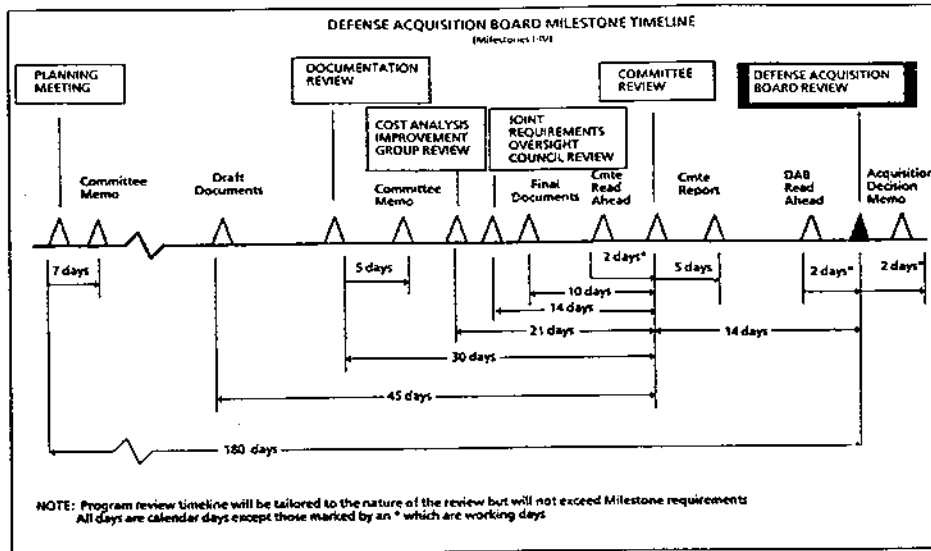 DEFENSE ACQUISITION BOARD MILESTONE TIMELINE
(Milestones I-IV)
PLANNING
MEETING
DOCUMENTATION
REVIEW
COMMITTEE
REVIEW
DEFENSE ACQUISITION
BOARD REVIEW
COST ANALYSIS
IMPROVEMENT
GROUP REVIEW
JOINT
REQUIREMENTS
OVERSIGHT
COUNCIL REVIEW
Committee
Memo
Draft
Documents
Committee
Memo
Final
Documents
Cmte
Read
Ahead
Cmte
Report
DAB
Read
Ahead
Acquisition
Decision
Memo
7 days
5 days
2 days*
5 days
2 days*
2 days*
10 days
14 days
21 days
14 days
30 days
45 days
180 days
NOTE: Program review timeline will be tailored to the nature of the review but will not exceed Milestone requirements
All days are calendar days except those marked by an * which are working days